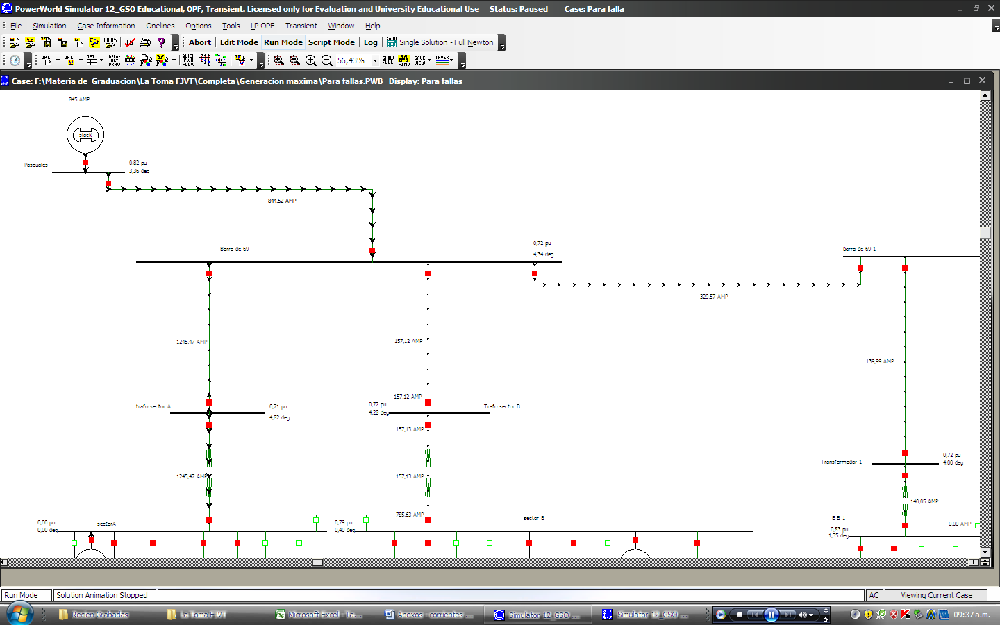 PowerWorld Simulator 12_GSO Educational, OPF, Transient. Licensed only for Evaluation and University Educational Use Status: Paused Case: Para falla
File Simulation Case Information Onelines Options Tools LP OPF Transient Window Help
Abort Edit Mode Run Mode Script Mode Log Single Solution - Full Newton
56,43%
Case: F:\Materia de Graduacion\La Toma FJVT\Completa\Generacion maxima\Para fallas.PWB Display: Para fallas
845 AMP
slack
Pascuales
0,82 pu
3,36 deg
844,52 AMP
Barra de 69
0,72 pu
4,34 deg
barra de 69 1
329,57 AMP
1245,47 AMP
157,12 AMP
139,99 AMP
157,12 AMP
trafo sector A
0,71 pu
4,82 deg
0,72 pu
4,28 deg
Trafo sector B
157,13 AMP
Transformador 1
0,72 pu
4,00 deg
1245,47 AMP
157,13 AMP
140,05 AMP
785,63 AMP
0,00 pu
0,00 deg
sectorA
0,79 pu
0,40 deg
sector B
E B 1
0,83 pu
1,35 deg
0,00 AMP
Run Mode Solution Animation Stopped AC Viewing Current Case
Recien Grabadas La Toma FJVT Microsoft Excel - Ta... Anexos - corrientes ... Simulator 12_GSO ... Simulator 12_GSO ... 09:37 a.m.